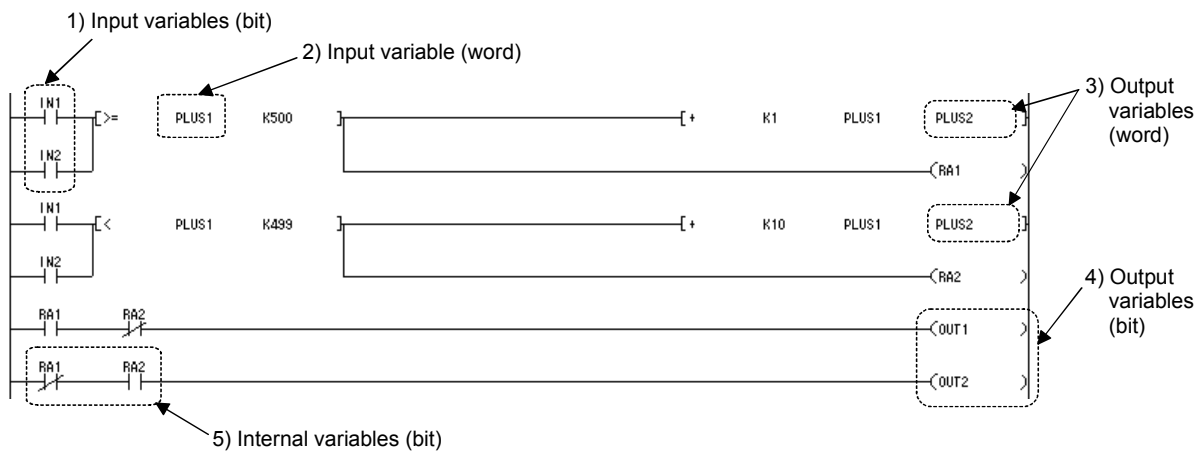 1) Input variables (bit)
2) Input variable (word)
3) Output
variables
(word)
IN1
[>= PLUS1 K500 ] [+ K1 PLUS1 PLUS2 ]
IN2
(RA1 )
IN1
[< PLUS1 K499 ] [+ K10 PLUS1 PLUS2 ]
IN2
(RA2 )
4) Output
variables
(bit)
RA1 RA2
(OUT1 )
RA1 RA2
(OUT2 )
5) Internal variables (bit)